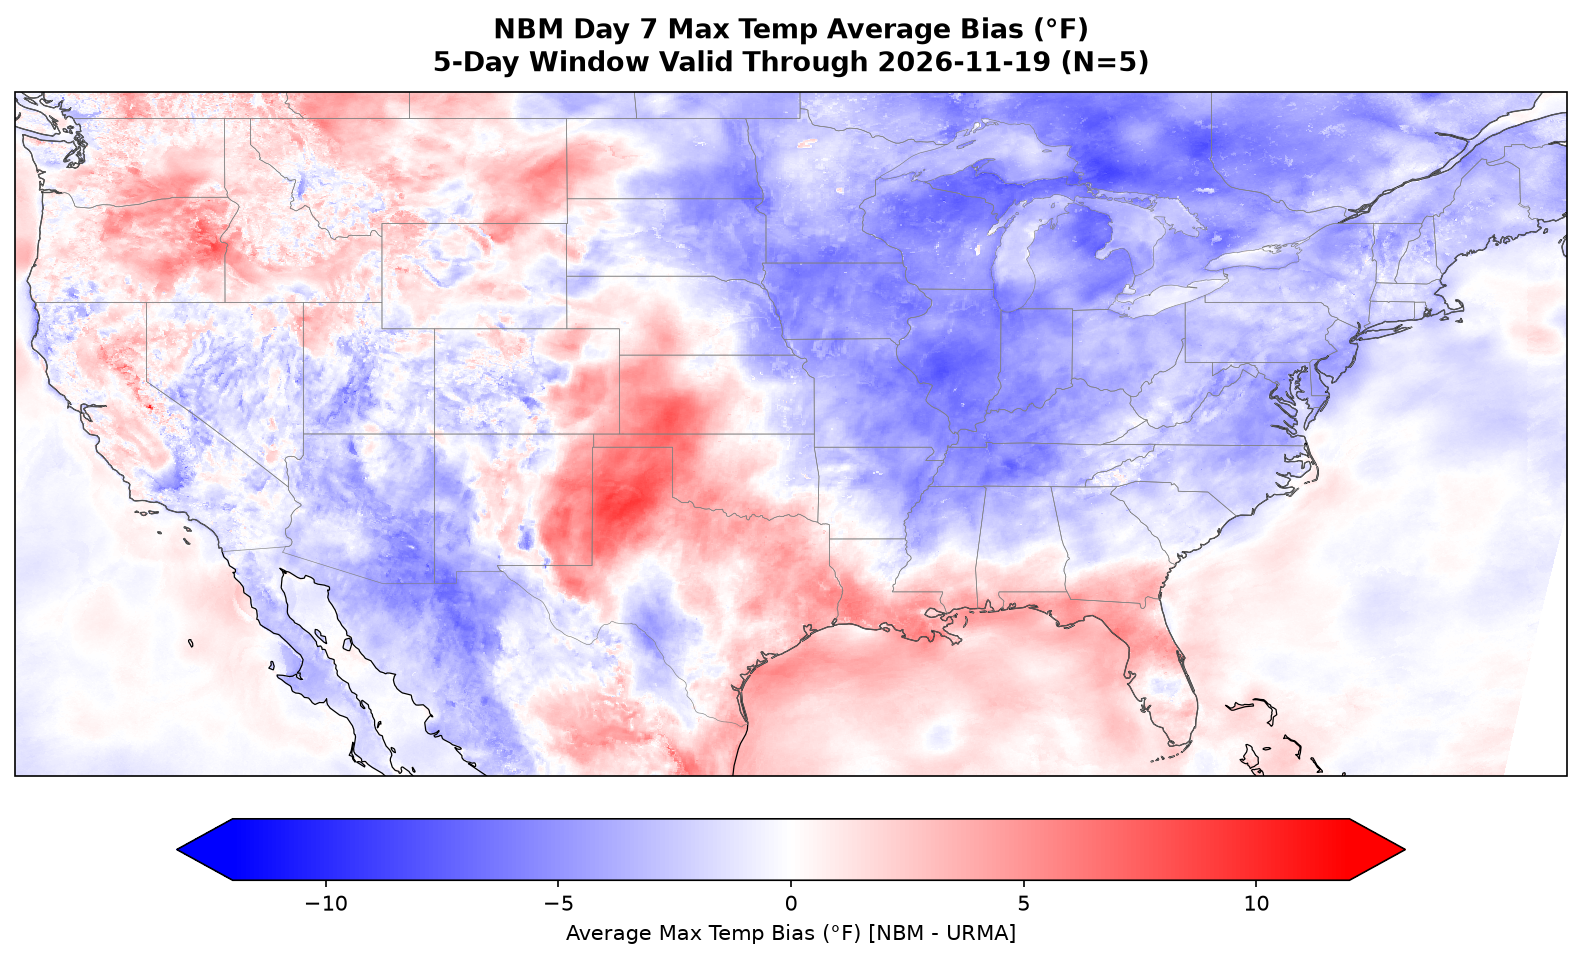 NBM Day 7 Max Temp Average Bias (°F)
5-Day Window Valid Through 2026-11-19 (N=5)
−10 −5 0 5 10
Average Max Temp Bias (°F) [NBM - URMA]